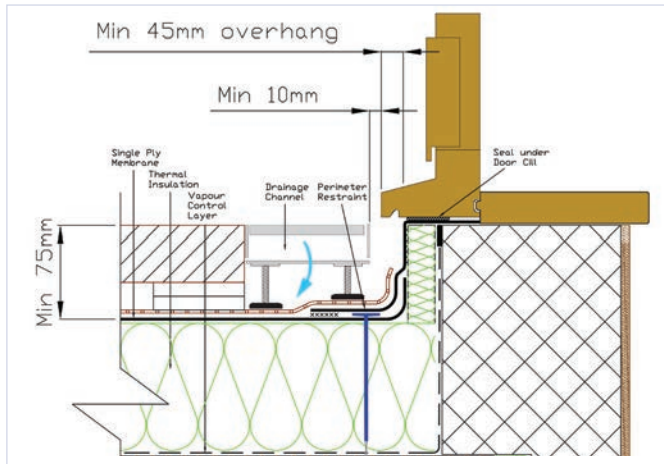 Min 45mm overhang
Min 10mm
Single Ply
Membrane
Thermal
Insulation
Vapour
Control
Layer
Drainage
Channel
Perimeter
Restraint
Seal under
Door Cill
Min 75mm